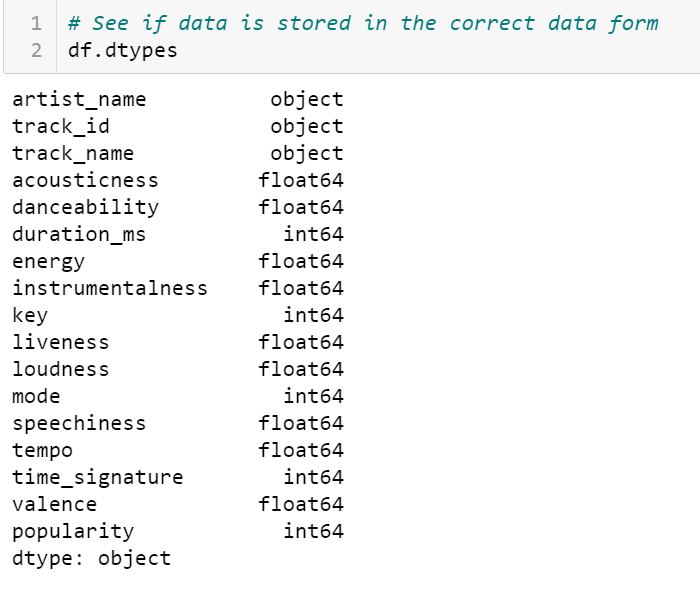 1 # See if data is stored in the correct data form
2 df.dtypes
artist_name object
track_id object
track_name object
acousticness float64
danceability float64
duration_ms int64
energy float64
instrumentalness float64
key int64
liveness float64
loudness float64
mode int64
speechiness float64
tempo float64
time_signature int64
valence float64
popularity int64
dtype: object